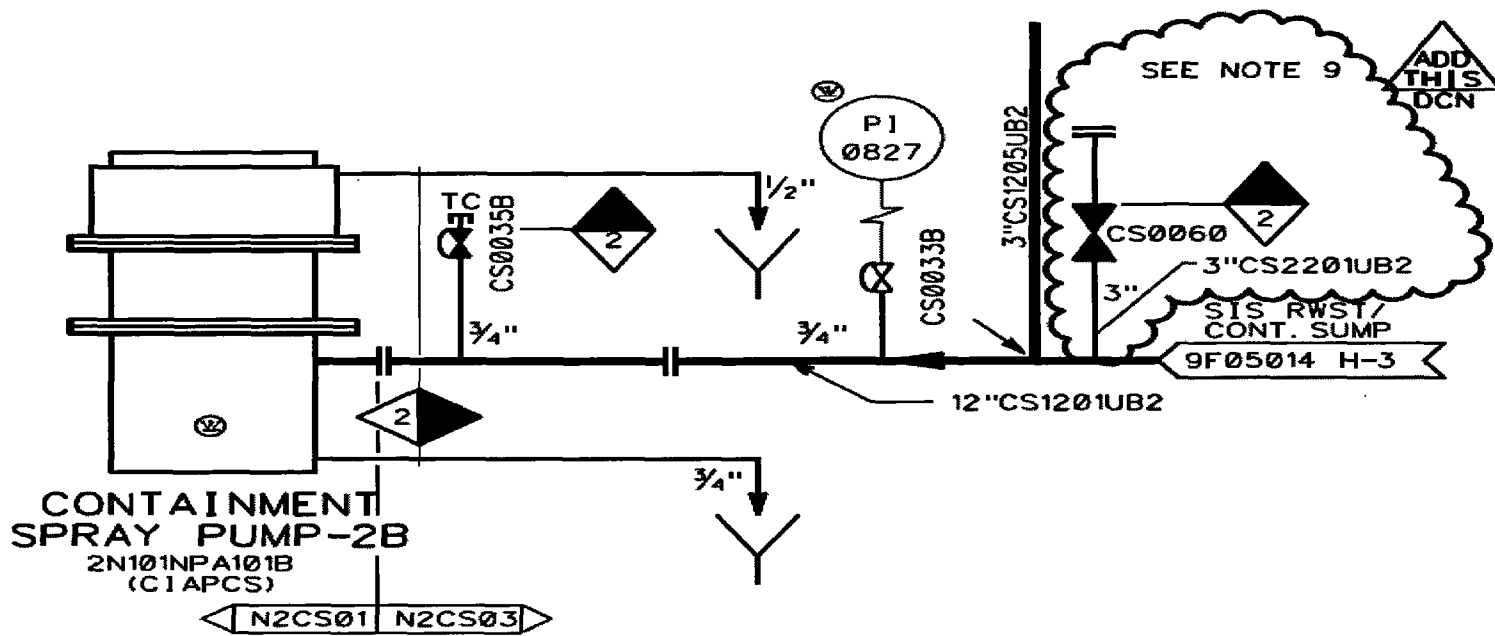 SEE NOTE 9
ADD
THIS
DCN
W
PI
0827
3"CS1205UB2
TC
CS0035B
2
1/2"
CS0033B
CS0060
2
3"CS2201UB2
3"
SIS RWST/
CONT. SUMP
9F05014 H-3
3/4"
3/4"
12"CS1201UB2
2
W
3/4"
CONTAINMENT
SPRAY PUMP-2B
2N101NPA101B
(C1APCS)
N2CS01
N2CS03